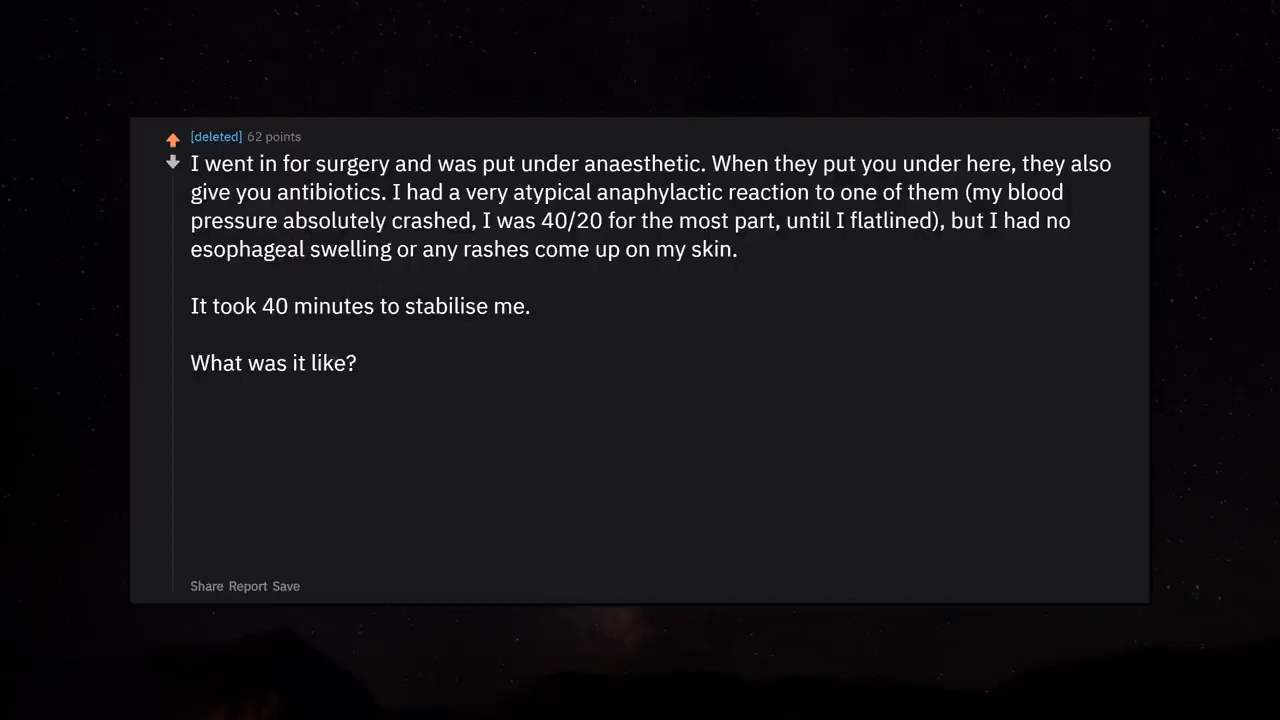 [deleted] 62 points
I went in for surgery and was put under anaesthetic. When they put you under here, they also
give you antibiotics. I had a very atypical anaphylactic reaction to one of them (my blood
pressure absolutely crashed, I was 40/20 for the most part, until I flatlined), but I had no
esophageal swelling or any rashes come up on my skin.
It took 40 minutes to stabilise me.
What was it like?
Share Report Save